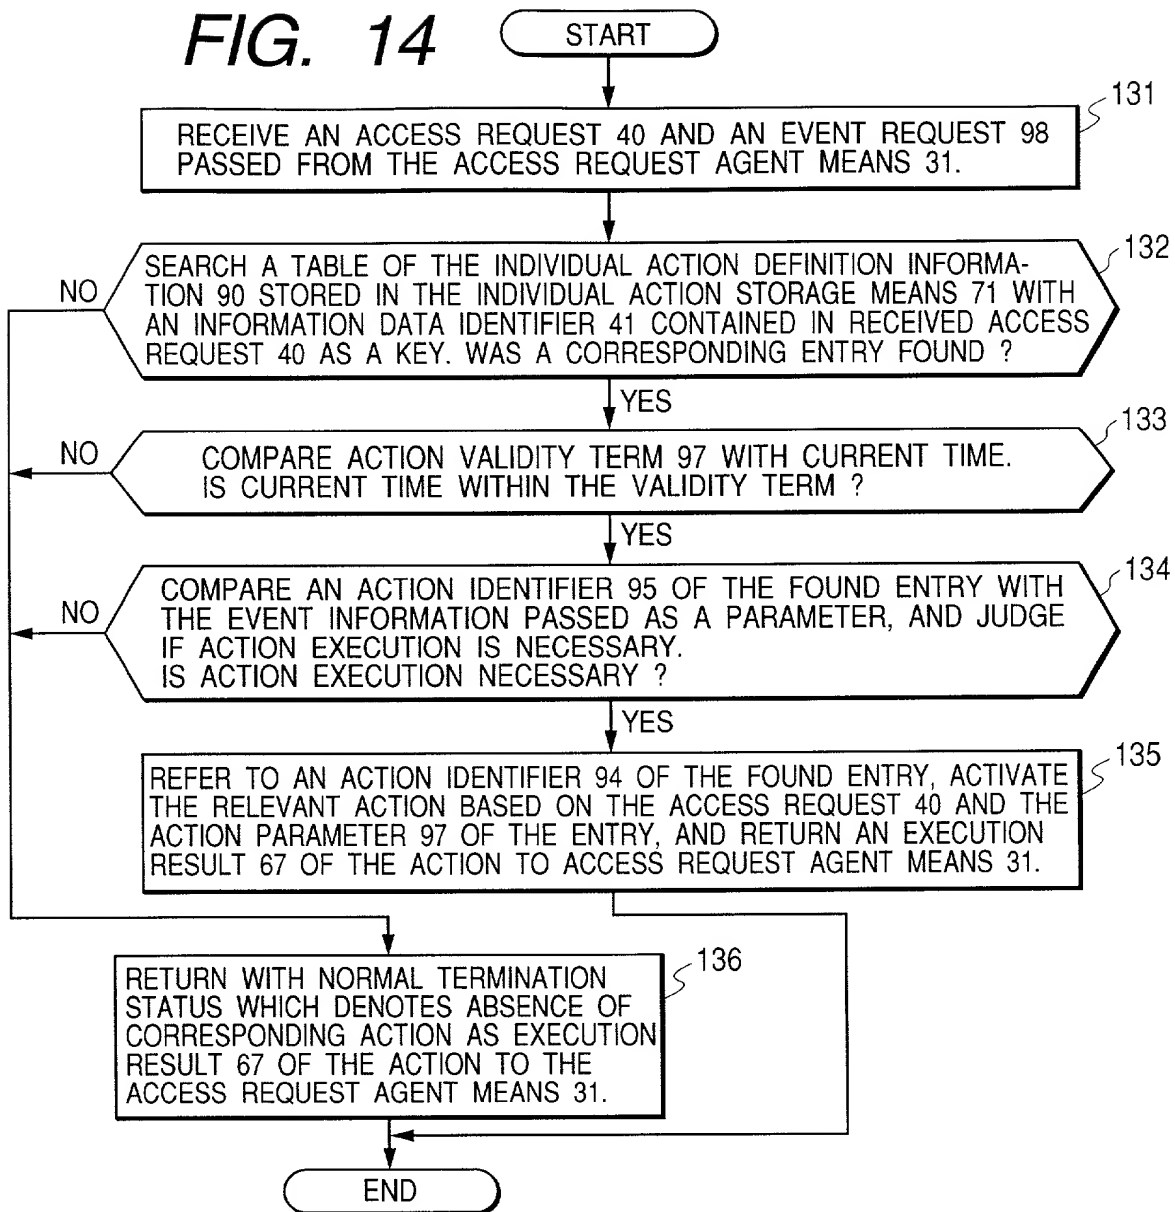 FIG. 14
START
131
RECEIVE AN ACCESS REQUEST 40 AND AN EVENT REQUEST 98
PASSED FROM THE ACCESS REQUEST AGENT MEANS 31.
132
NO
SEARCH A TABLE OF THE INDIVIDUAL ACTION DEFINITION INFORMA-
TION 90 STORED IN THE INDIVIDUAL ACTION STORAGE MEANS 71 WITH
AN INFORMATION DATA IDENTIFIER 41 CONTAINED IN RECEIVED ACCESS
REQUEST 40 AS A KEY. WAS A CORRESPONDING ENTRY FOUND ?
YES
133
NO
COMPARE ACTION VALIDITY TERM 97 WITH CURRENT TIME.
IS CURRENT TIME WITHIN THE VALIDITY TERM ?
YES
134
NO
COMPARE AN ACTION IDENTIFIER 95 OF THE FOUND ENTRY WITH
THE EVENT INFORMATION PASSED AS A PARAMETER, AND JUDGE
IF ACTION EXECUTION IS NECESSARY.
IS ACTION EXECUTION NECESSARY ?
YES
135
REFER TO AN ACTION IDENTIFIER 94 OF THE FOUND ENTRY, ACTIVATE
THE RELEVANT ACTION BASED ON THE ACCESS REQUEST 40 AND THE
ACTION PARAMETER 97 OF THE ENTRY, AND RETURN AN EXECUTION
RESULT 67 OF THE ACTION TO ACCESS REQUEST AGENT MEANS 31.
136
RETURN WITH NORMAL TERMINATION
STATUS WHICH DENOTES ABSENCE OF
CORRESPONDING ACTION AS EXECUTION
RESULT 67 OF THE ACTION TO THE
ACCESS REQUEST AGENT MEANS 31.
END